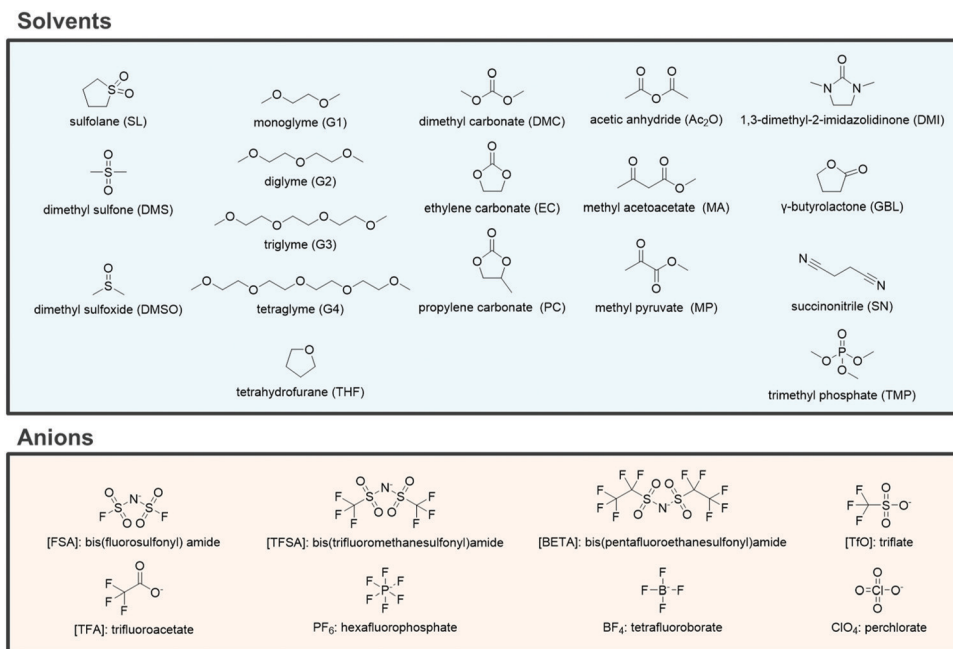 Solvents
sulfolane (SL)
monoglyme (G1)
dimethyl carbonate (DMC)
acetic anhydride (Ac₂O)
1,3-dimethyl-2-imidazolidinone (DMI)
dimethyl sulfone (DMS)
diglyme (G2)
ethylene carbonate (EC)
methyl acetoacetate (MA)
γ-butyrolactone (GBL)
triglyme (G3)
dimethyl sulfoxide (DMSO)
tetraglyme (G4)
propylene carbonate (PC)
methyl pyruvate (MP)
succinonitrile (SN)
tetrahydrofurane (THF)
trimethyl phosphate (TMP)
Anions
[FSA]: bis(fluorosulfonyl) amide
[TFSA]: bis(trifluoromethanesulfonyl)amide
[BETA]: bis(pentafluoroethanesulfonyl)amide
[TfO]: triflate
[TFA]: trifluoroacetate
PF₆: hexafluorophosphate
BF₄: tetrafluoroborate
ClO₄: perchlorate